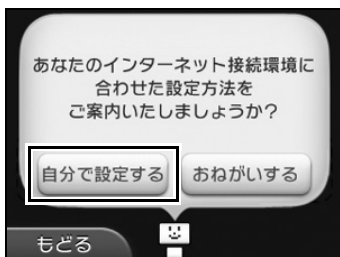 あなたのインターネット接続環境に
合わせた設定方法を
ご案内いたしましょうか？
自分で設定する おねがいする
もどる